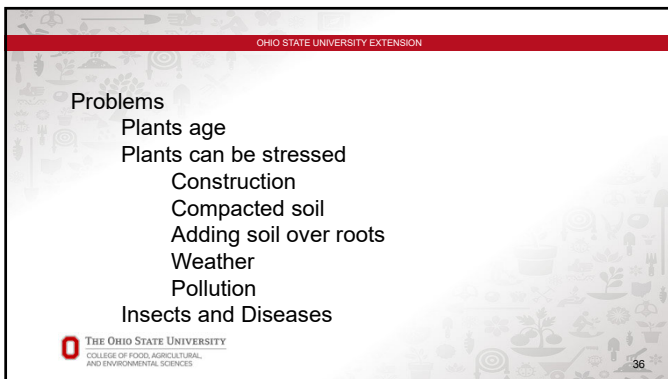 OHIO STATE UNIVERSITY EXTENSION
Problems
Plants age
Plants can be stressed
Construction
Compacted soil
Adding soil over roots
Weather
Pollution
Insects and Diseases
THE OHIO STATE UNIVERSITY
COLLEGE OF FOOD, AGRICULTURAL,
AND ENVIRONMENTAL SCIENCES
36